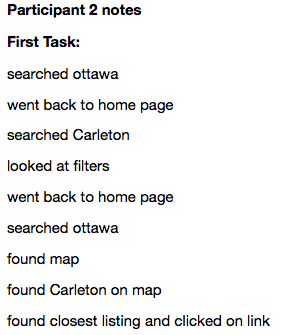 Participant 2 notes
First Task:
searched ottawa
went back to home page
searched Carleton
looked at filters
went back to home page
searched ottawa
found map
found Carleton on map
found closest listing and clicked on link